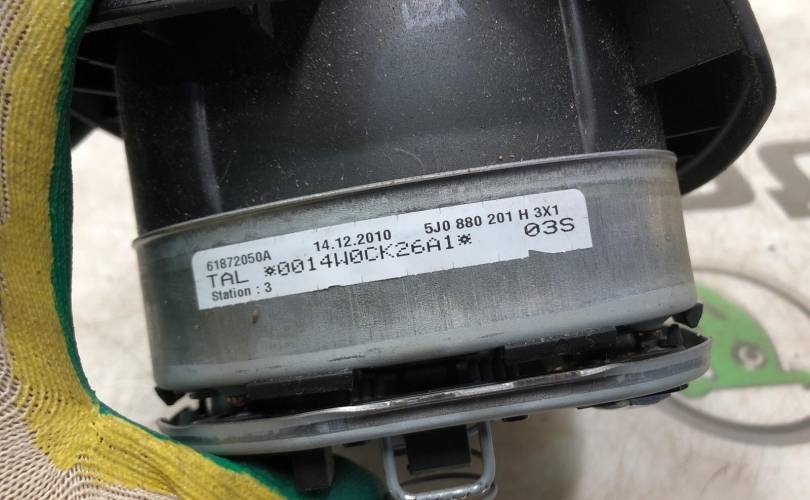 61872050A 14.12.2010 5J0 880 201 H 3X1
TAL *0014W0CK26A1* 03S
Station : 3